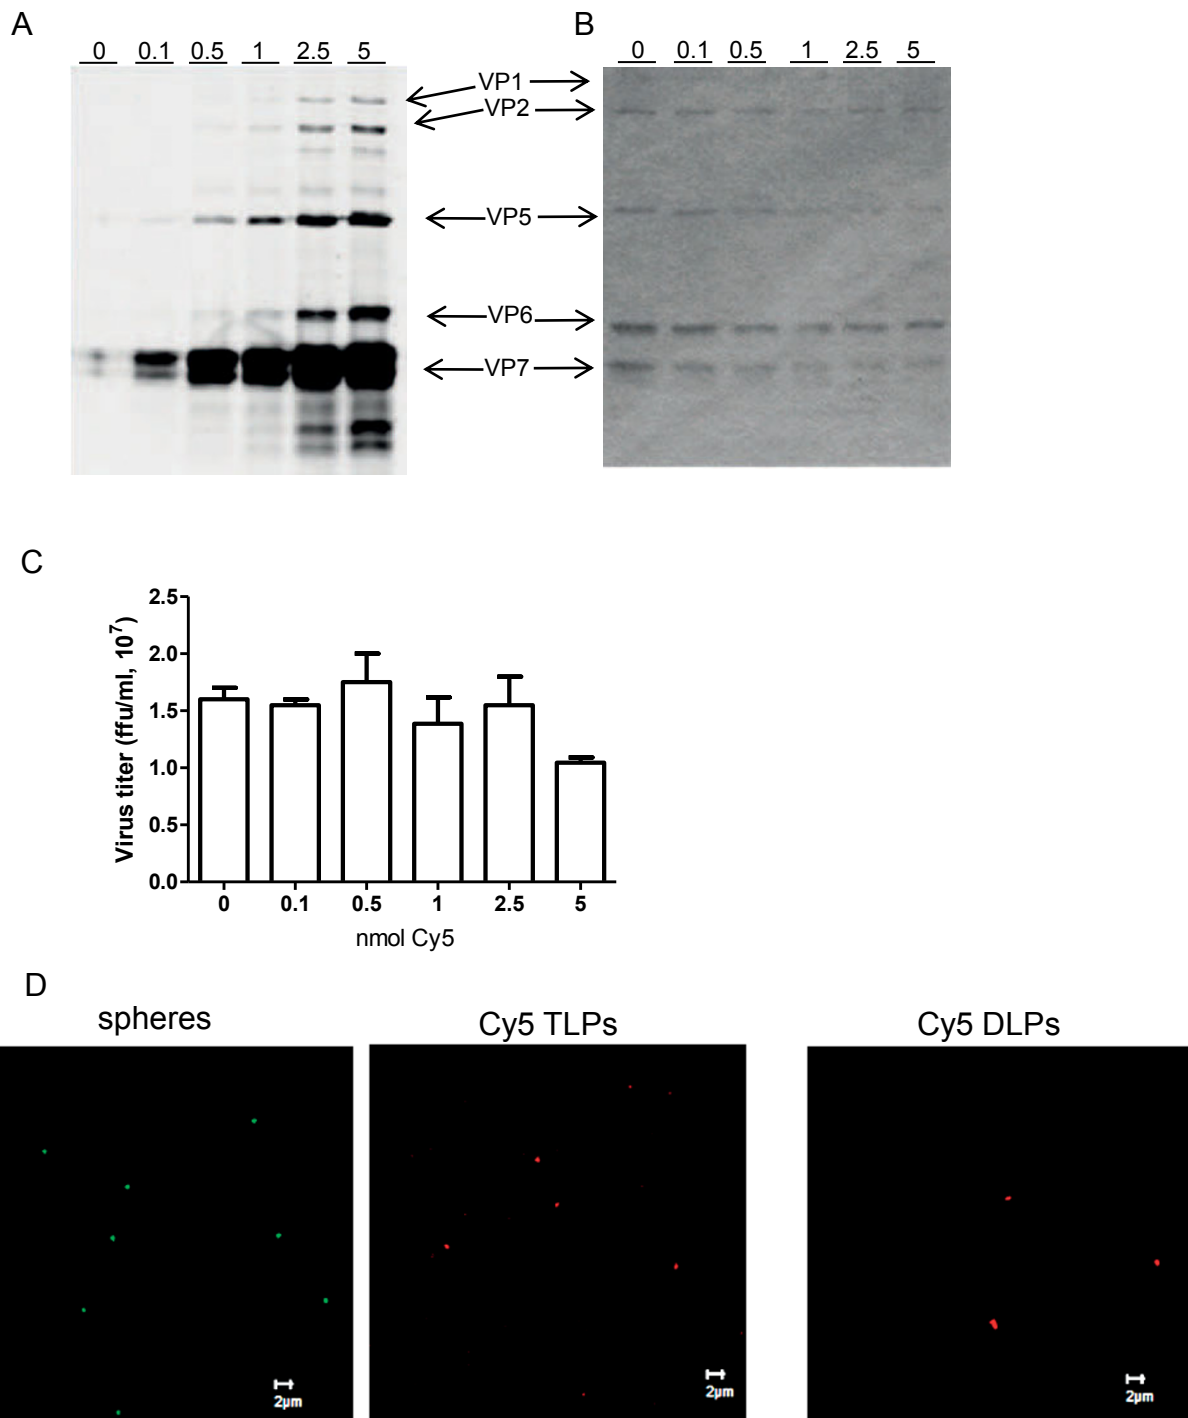 A
B
0 0.1 0.5 1 2.5 5
0 0.1 0.5 1 2.5 5
VP1
VP2
VP5
VP6
VP7
C
Virus titer (ffu/ml, 10⁷)
2.5
2.0
1.5
1.0
0.5
0.0
0 0.1 0.5 1 2.5 5
nmol Cy5
D
spheres
Cy5 TLPs
Cy5 DLPs
2µm
2µm
2µm